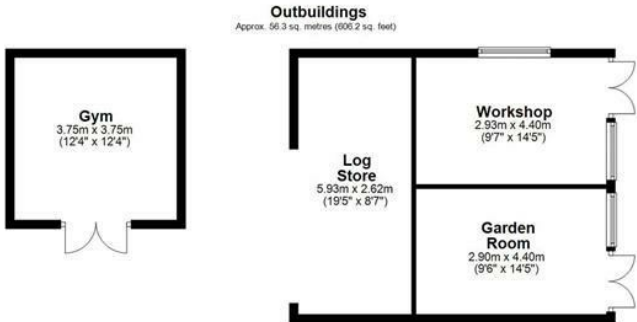 Outbuildings
Approx. 56.3 sq. metres (606.2 sq. feet)
Gym
3.75m x 3.75m
(12'4" x 12'4")
Log
Store
5.93m x 2.62m
(19'5" x 8'7")
Workshop
2.93m x 4.40m
(9'7" x 14'5")
Garden
Room
2.90m x 4.40m
(9'6" x 14'5")